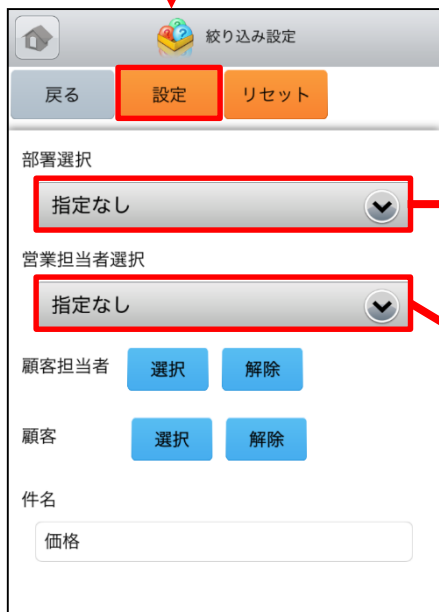 絞り込み設定
戻る 設定 リセット
部署選択
指定なし
営業担当者選択
指定なし
顧客担当者 選択 解除
顧客 選択 解除
件名
価格